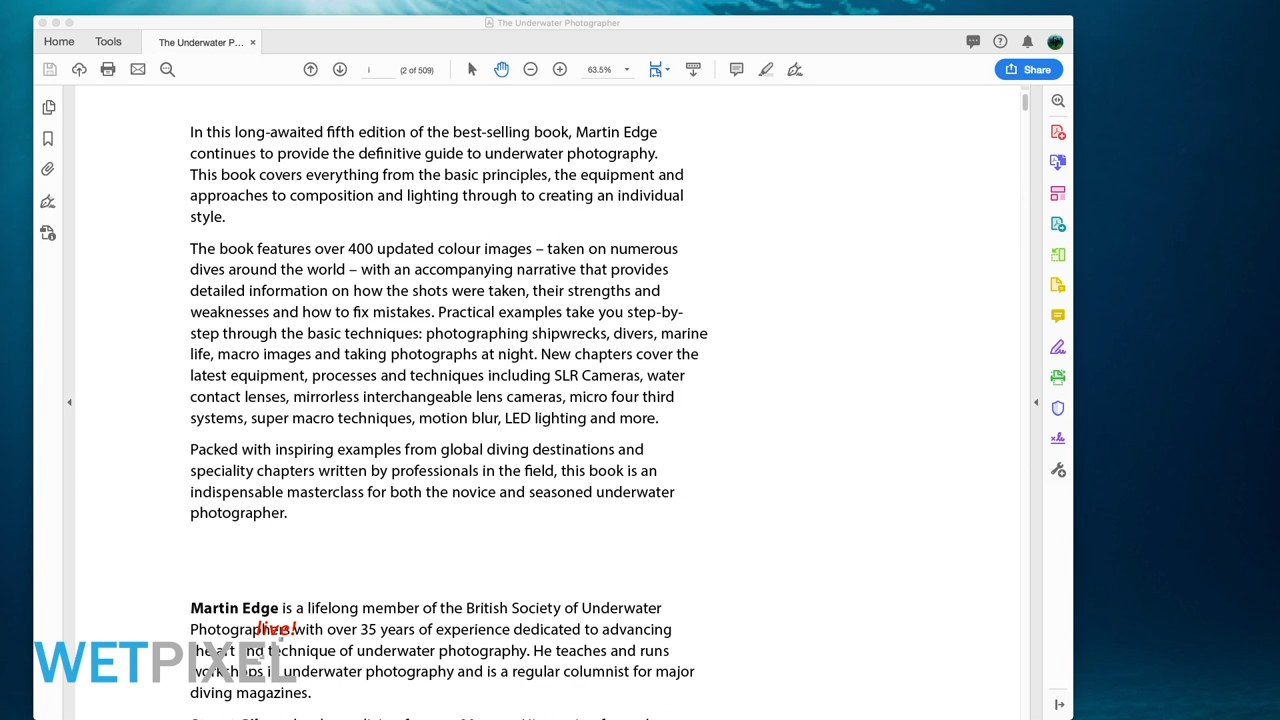 The Underwater Photographer
Home Tools The Underwater P... ×
i (2 of 509) 63.5% Share
In this long-awaited fifth edition of the best-selling book, Martin Edge
continues to provide the definitive guide to underwater photography.
This book covers everything from the basic principles, the equipment and
approaches to composition and lighting through to creating an individual
style.
The book features over 400 updated colour images – taken on numerous
dives around the world – with an accompanying narrative that provides
detailed information on how the shots were taken, their strengths and
weaknesses and how to fix mistakes. Practical examples take you step-by-
step through the basic techniques: photographing shipwrecks, divers, marine
life, macro images and taking photographs at night. New chapters cover the
latest equipment, processes and techniques including SLR Cameras, water
contact lenses, mirrorless interchangeable lens cameras, micro four third
systems, super macro techniques, motion blur, LED lighting and more.
Packed with inspiring examples from global diving destinations and
speciality chapters written by professionals in the field, this book is an
indispensable masterclass for both the novice and seasoned underwater
photographer.
Martin Edge is a lifelong member of the British Society of Underwater
Photographers with over 35 years of experience dedicated to advancing
live!
the art and technique of underwater photography. He teaches and runs
WETPIXEL
workshops in underwater photography and is a regular columnist for major
diving magazines.